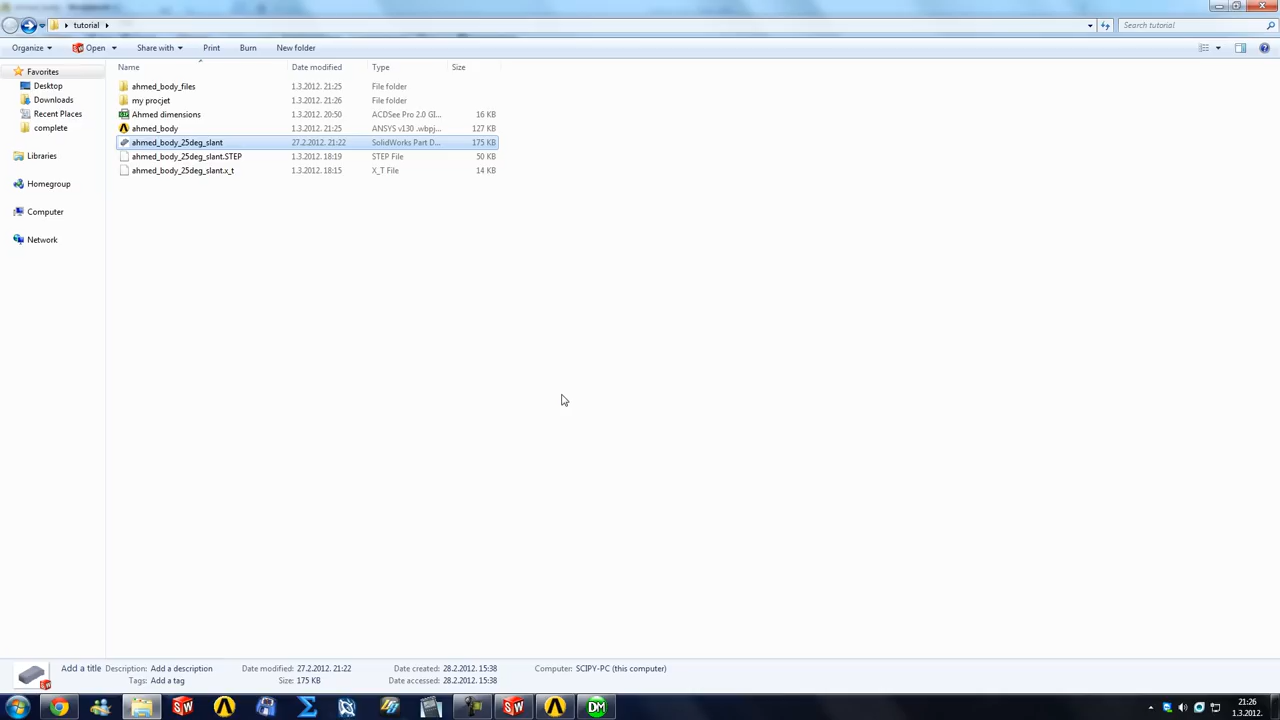 tutorial
Search tutorial
Organize Open Share with Print Burn New folder
Name Date modified Type Size
Favorites
Desktop
Downloads
Recent Places
complete
Libraries
Homegroup
Computer
Network
ahmed_body_files 1.3.2012. 21:25 File folder
my procjet 1.3.2012. 21:26 File folder
Ahmed dimensions 1.3.2012. 20:50 ACDSee Pro 2.0 GI... 16 KB
ahmed_body 1.3.2012. 21:25 ANSYS v130 .wbpj... 127 KB
ahmed_body_25deg_slant 27.2.2012. 21:22 SolidWorks Part D... 175 KB
ahmed_body_25deg_slant.STEP 1.3.2012. 18:19 STEP File 50 KB
ahmed_body_25deg_slant.x_t 1.3.2012. 18:15 X_T File 14 KB
Add a title Description: Add a description Date modified: 27.2.2012. 21:22 Date created: 28.2.2012. 15:38 Computer: SCIPY-PC (this computer)
Tags: Add a tag Size: 175 KB Date accessed: 28.2.2012. 15:38
SW SW DM
21:26
1.3.2012.